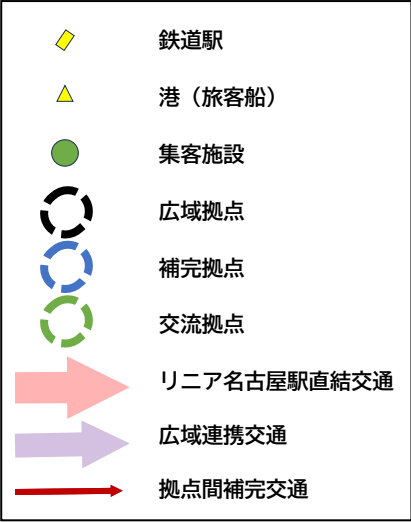 鉄道駅
港（旅客船）
集客施設
広域拠点
補完拠点
交流拠点
リニア名古屋駅直結交通
広域連携交通
拠点間補完交通